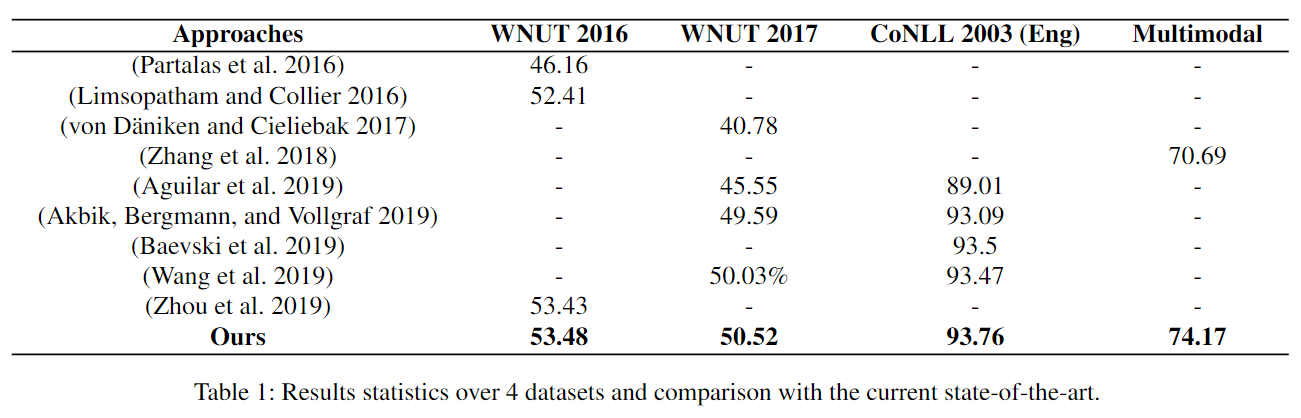 Approaches WNUT 2016 WNUT 2017 CoNLL 2003 (Eng) Multimodal
(Partalas et al. 2016) 46.16 - - -
(Limsopatham and Collier 2016) 52.41 - - -
(von Däniken and Cieliebak 2017) - 40.78 - -
(Zhang et al. 2018) - - - 70.69
(Aguilar et al. 2019) - 45.55 89.01 -
(Akbik, Bergmann, and Vollgraf 2019) - 49.59 93.09 -
(Baevski et al. 2019) - - 93.5 -
(Wang et al. 2019) - 50.03% 93.47 -
(Zhou et al. 2019) 53.43 - - -
Ours 53.48 50.52 93.76 74.17
Table 1: Results statistics over 4 datasets and comparison with the current state-of-the-art.